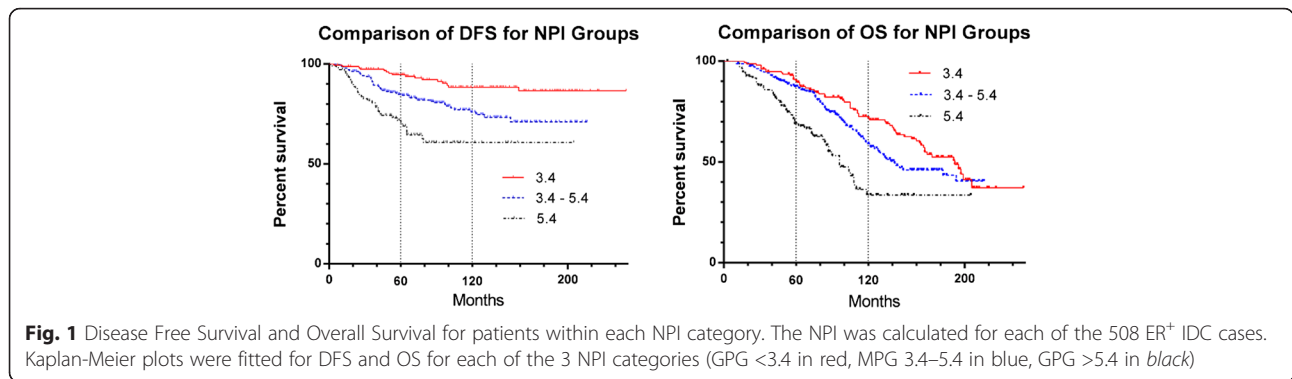 Comparison of DFS for NPI Groups
100
50
0
Percent survival
3.4
3.4 - 5.4
5.4
0
60
120
200
Months
Comparison of OS for NPI Groups
100
50
0
Percent survival
3.4
3.4 - 5.4
5.4
0
60
120
200
Months
Fig. 1 Disease Free Survival and Overall Survival for patients within each NPI category. The NPI was calculated for each of the 508 ER⁺ IDC cases.
Kaplan-Meier plots were fitted for DFS and OS for each of the 3 NPI categories (GPG <3.4 in red, MPG 3.4–5.4 in blue, GPG >5.4 in black)